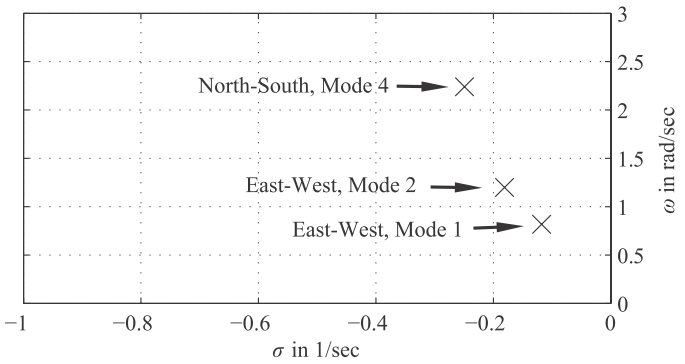 3
2.5
North-South, Mode 4
2
1.5
East-West, Mode 2
1
East-West, Mode 1
0.5
0
−1 −0.8 −0.6 −0.4 −0.2 0
σ in 1/sec
ω in rad/sec